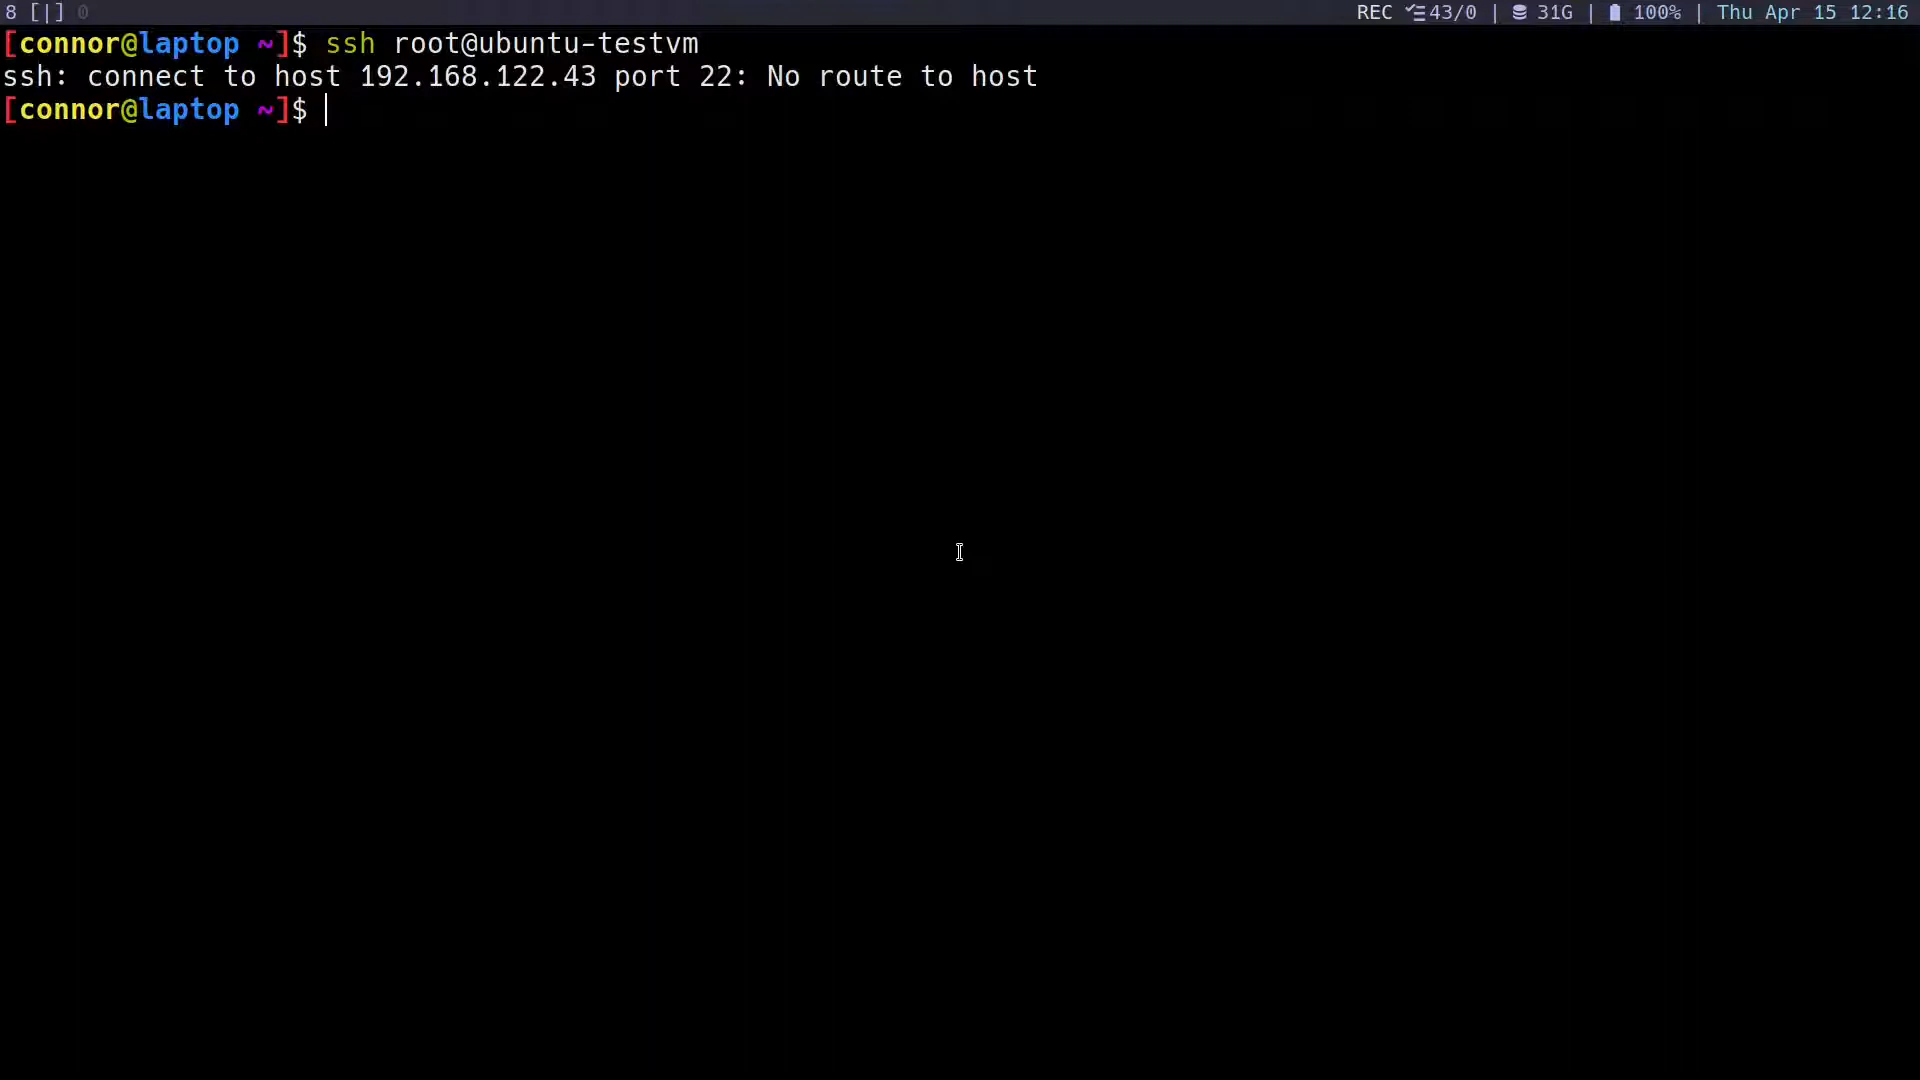 8 [|] 0 REC 43/0 | 31G | 100% | Thu Apr 15 12:16
[connor@laptop ~]$ ssh root@ubuntu-testvm
ssh: connect to host 192.168.122.43 port 22: No route to host
[connor@laptop ~]$